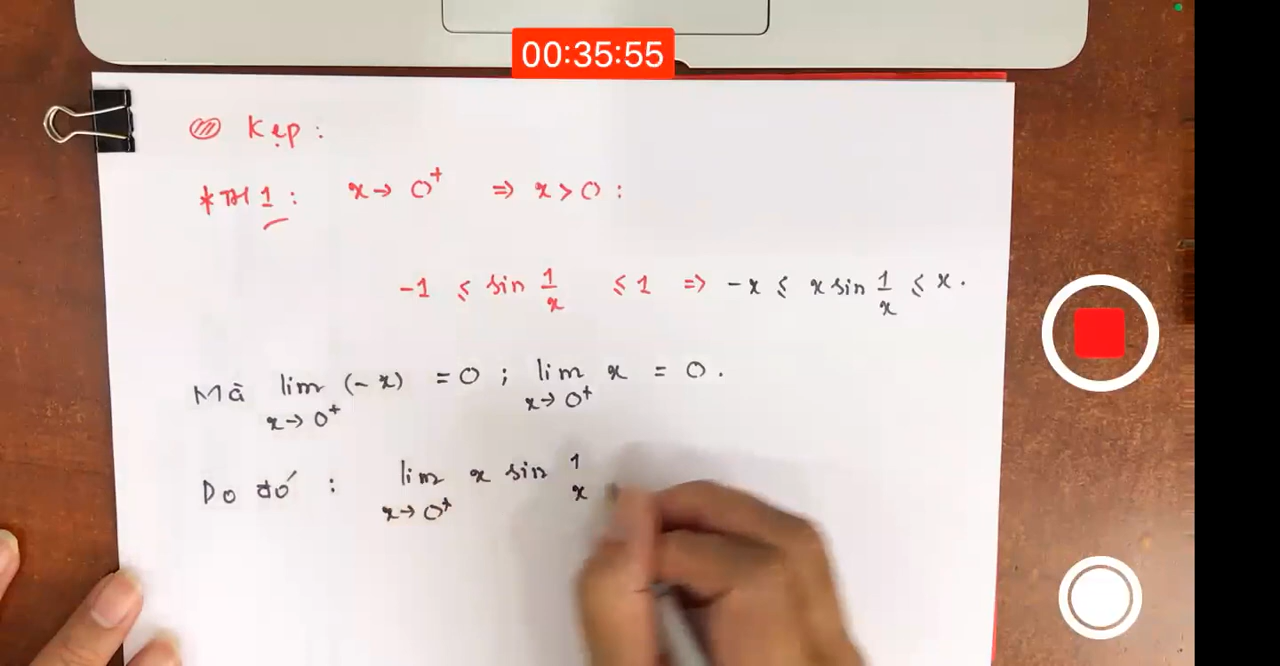 00:35:55
Kẹp :
* TH 1 : x → 0⁺ ⇒ x > 0 :
-1 ≤ sin 1/x ≤ 1 ⇒ -x ≤ x sin 1/x ≤ x .
Mà lim x→0⁺ (-x) = 0 ; lim x→0⁺ x = 0 .
Do đó : lim x→0⁺ x sin 1 x